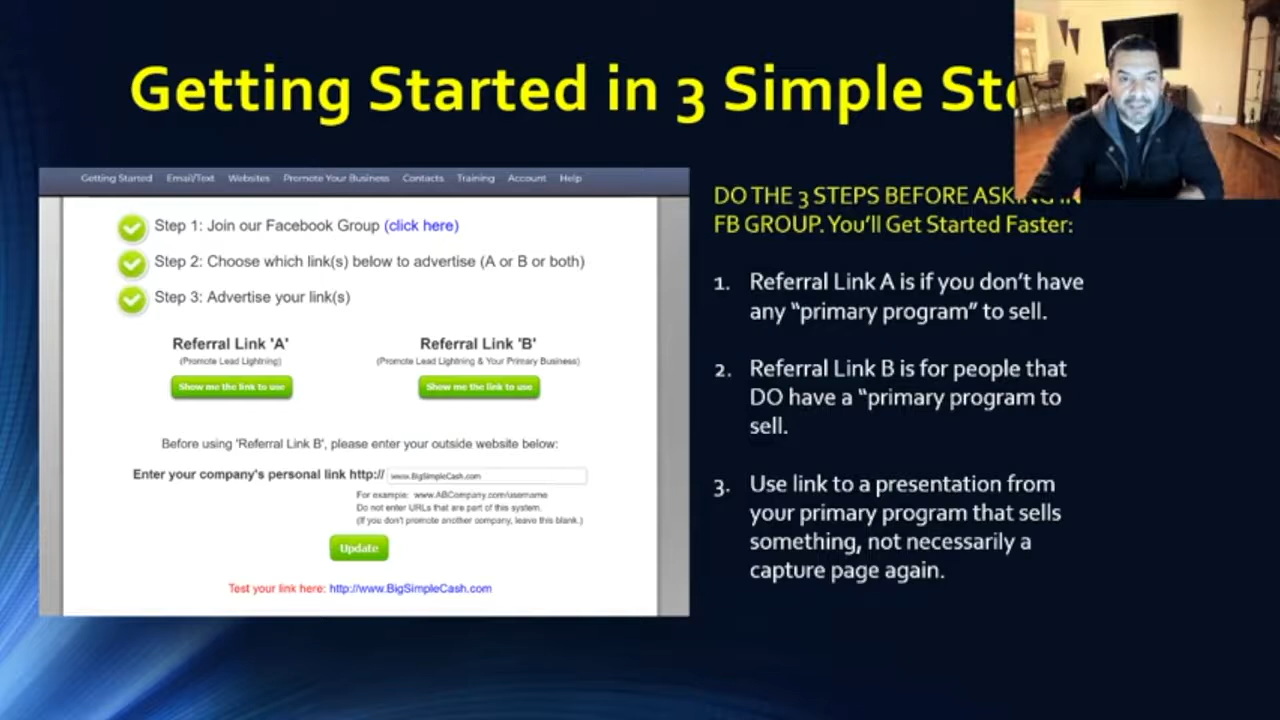 Getting Started in 3 Simple
Getting Started Email/Text Websites Promote Your Business Contacts Training Account Help
Step 1: Join our Facebook Group (click here)
Step 2: Choose which link(s) below to advertise (A or B or both)
Step 3: Advertise your link(s)
Referral Link 'A' Referral Link 'B'
(Promote Lead Lightning) (Promote Lead Lightning & Your Primary Business)
Show me the link to use Show me the link to use
Before using 'Referral Link B', please enter your outside website below:
Enter your company's personal link http:// www.BigSimpleCash.com
For example: www.ABCompany.com/username
Do not enter URLs that are part of this system.
(If you don't promote another company, leave this blank.)
Update
Test your link here: http://www.BigSimpleCash.com
DO THE 3 STEPS BEFORE ASKING IN
FB GROUP. You'll Get Started Faster:
1. Referral Link A is if you don't have
any "primary program" to sell.
2. Referral Link B is for people that
DO have a "primary program to
sell.
3. Use link to a presentation from
your primary program that sells
something, not necessarily a
capture page again.